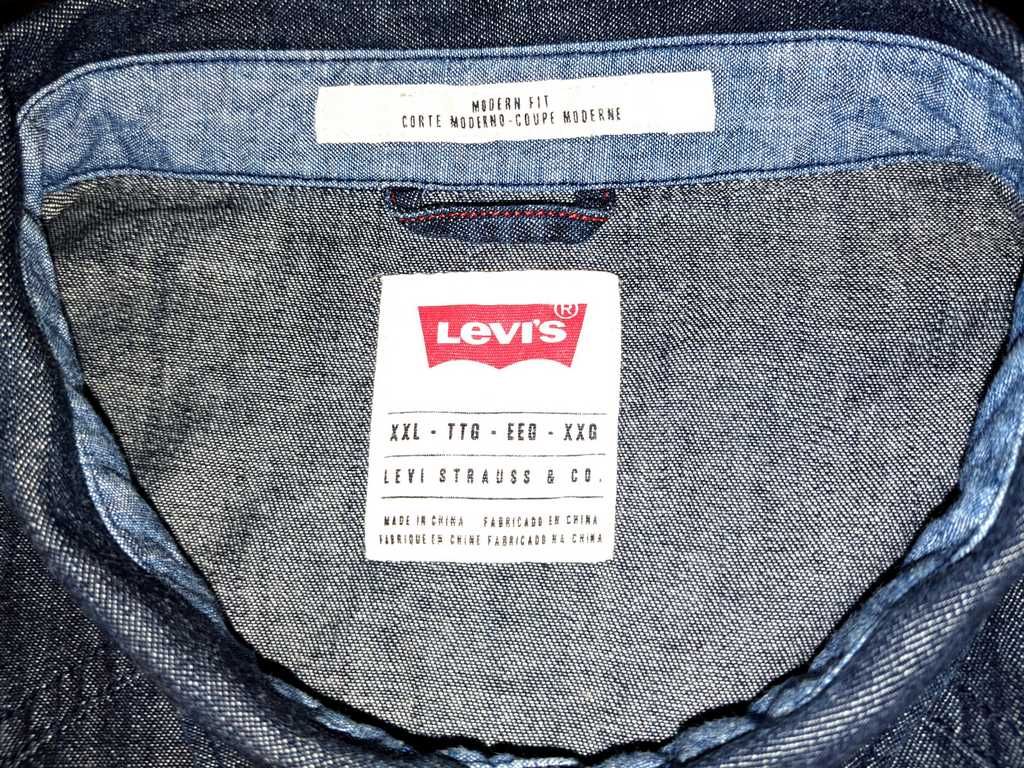 MODERN FIT
CORTE MODERNO-COUPE MODERNE
LEVI'S ®
XXL - TTG - EEG - XXG
LEVI STRAUSS & CO.
MADE IN CHINA FABRICADO EN CHINA
FABRIQUE EN CHINE FABRICADO NA CHINA